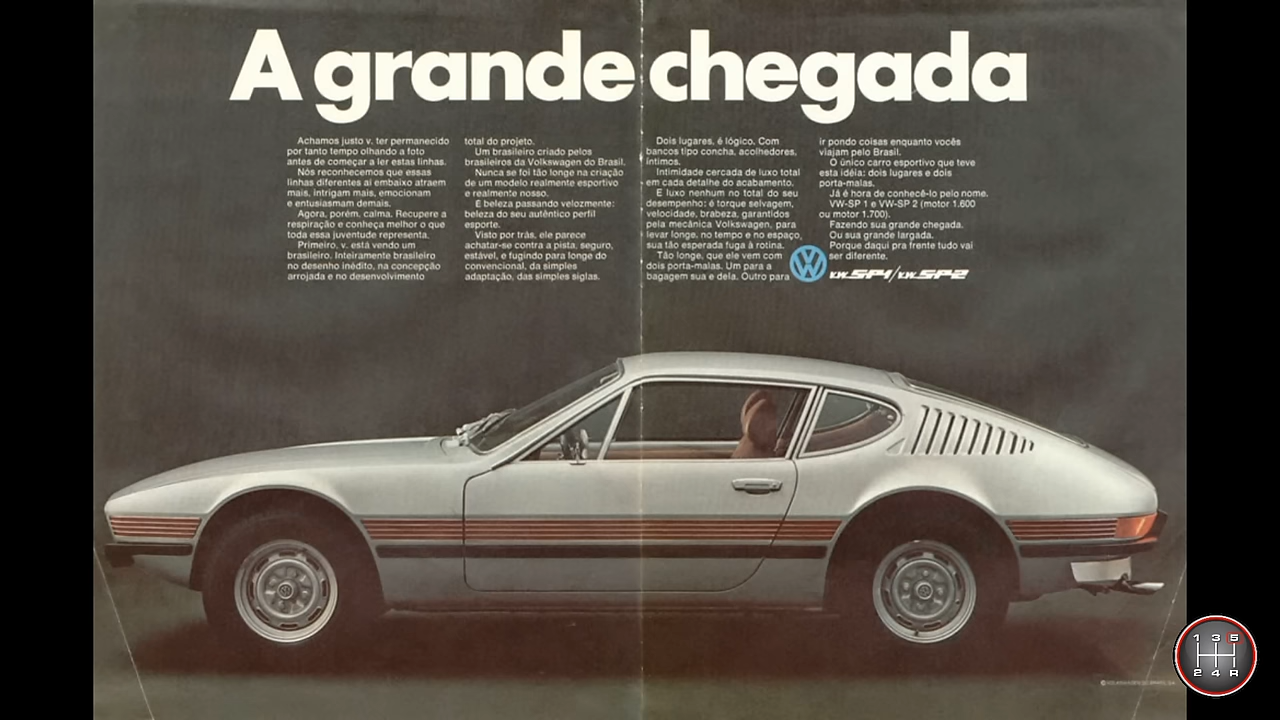 A grande chegada
Achamos justo v. ter permanecido
por tanto tempo olhando a foto
antes de começar a ler estas linhas.
Nós reconhecemos que essas
linhas diferentes aí embaixo atraem
mais, intrigam mais, emocionam
e entusiasmam demais.
Agora, porém, calma. Recupere a
respiração e conheça melhor o que
toda essa juventude representa.
Primeiro, v. está vendo um
brasileiro. Inteiramente brasileiro
no desenho inédito, na concepção
arrojada e no desenvolvimento
total do projeto.
Um brasileiro criado pelos
brasileiros da Volkswagen do Brasil.
Nunca se foi tão longe na criação
de um modelo realmente esportivo
e realmente nosso.
É beleza passando velozmente:
beleza do seu autêntico perfil
esporte.
Visto por trás, ele parece
achatar-se contra a pista, seguro,
estável, e fugindo para longe do
convencional, da simples
adaptação, das simples siglas.
Dois lugares, é lógico. Com
bancos tipo concha, acolhedores,
íntimos.
Intimidade cercada de luxo total
em cada detalhe do acabamento.
E luxo nenhum no total do seu
desempenho: é torque selvagem,
velocidade, brabeza, garantidos
pela mecânica Volkswagen, para
levar longe, no tempo e no espaço,
sua tão esperada fuga à rotina.
Tão longe, que ele vem com
dois porta-malas. Um para a
bagagem sua e dela. Outro para
ir pondo coisas enquanto vocês
viajam pelo Brasil.
O único carro esportivo que teve
esta idéia: dois lugares e dois
porta-malas.
Já é hora de conhecê-lo pelo nome.
VW-SP 1 e VW-SP 2 (motor 1.600
ou motor 1.700).
Fazendo sua grande chegada.
Ou sua grande largada.
Porque daqui pra frente tudo vai
ser diferente.
VW SP1/VW SP2
1 3 5
2 4 R